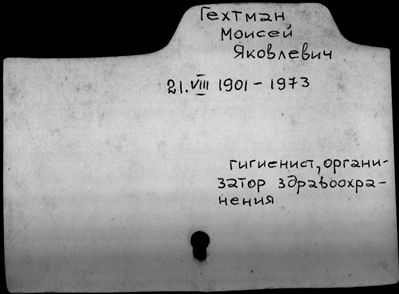 Гехтман
Моисей
Яковлевич
21.VIII 1901 - 1973
гигиенист, органи-
затор здравоохра-
нения